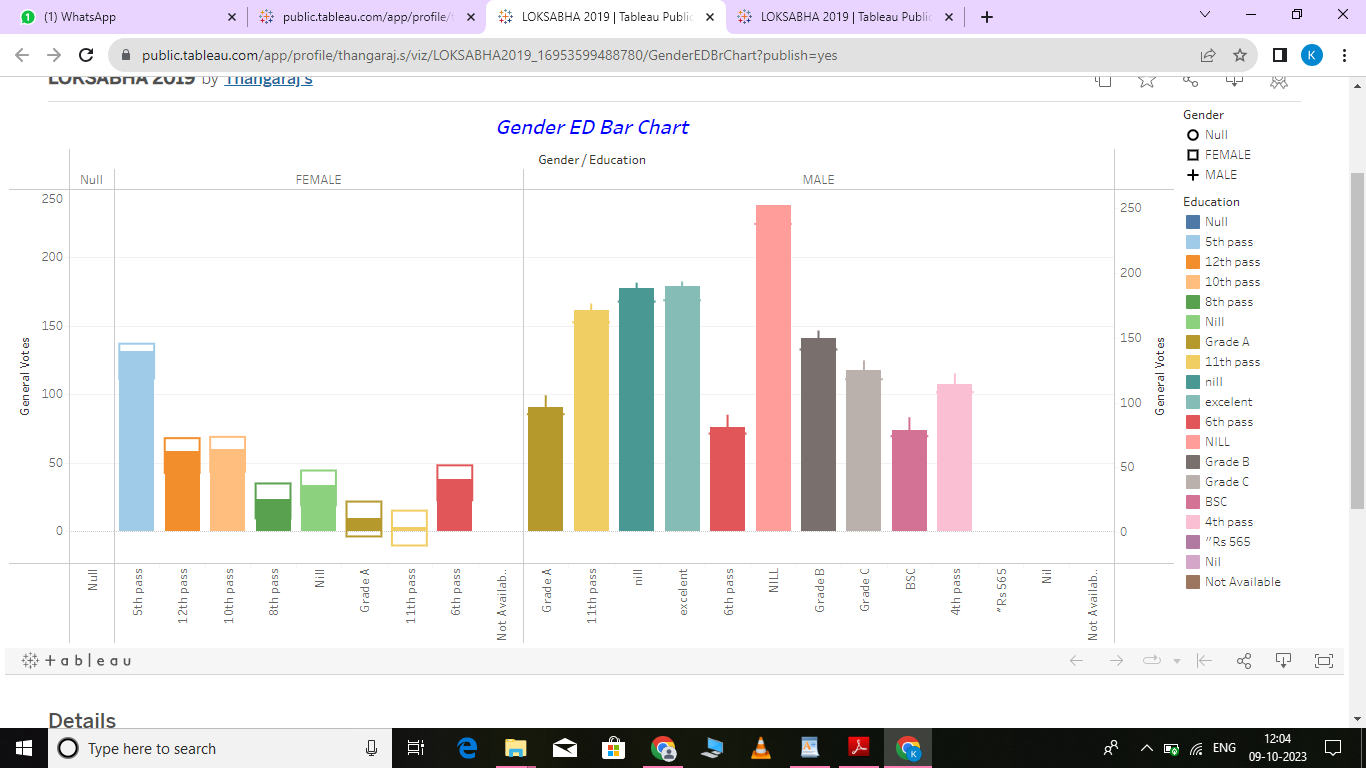 (1) WhatsApp
public.tableau.com/app/profile/t
LOKSABHA 2019 | Tableau Public
LOKSABHA 2019 | Tableau Public
public.tableau.com/app/profile/thangaraj.s/viz/LOKSABHA2019_16953599488780/GenderEDBrChart?publish=yes
K
LOKSABHA 2019 by Thangaraj s
Gender ED Bar Chart
Gender / Education
Null
FEMALE
MALE
General Votes
250
200
150
100
50
0
Null
5th pass
12th pass
10th pass
8th pass
Nill
Grade A
11th pass
6th pass
Not Availab..
Grade A
11th pass
nill
excelent
6th pass
NILL
Grade B
Grade C
BSC
4th pass
"Rs 565
Nil
Not Availab..
250
200
150
100
50
0
General Votes
Gender
Null
FEMALE
MALE
Education
Null
5th pass
12th pass
10th pass
8th pass
Nill
Grade A
11th pass
nill
excelent
6th pass
NILL
Grade B
Grade C
BSC
4th pass
"Rs 565
Nil
Not Available
+ a b | e a u
Details
Type here to search
K
ENG
12:04
09-10-2023